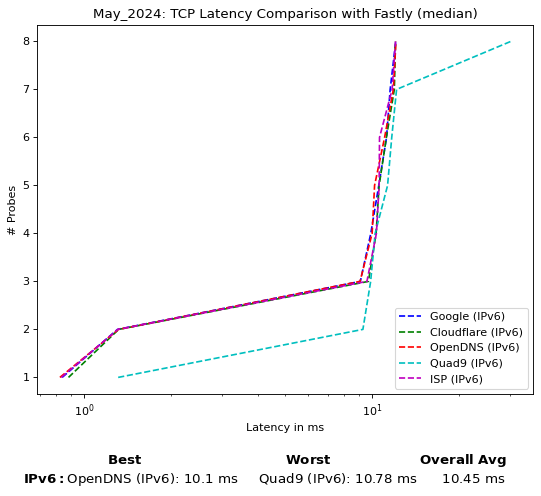 May_2024: TCP Latency Comparison with Fastly (median)
8
7
6
5
4
3
2
1
# Probes
Google (IPv6)
Cloudflare (IPv6)
OpenDNS (IPv6)
Quad9 (IPv6)
ISP (IPv6)
10⁰ 10¹
Latency in ms
Best Worst Overall Avg
IPv6: OpenDNS (IPv6): 10.1 ms Quad9 (IPv6): 10.78 ms 10.45 ms